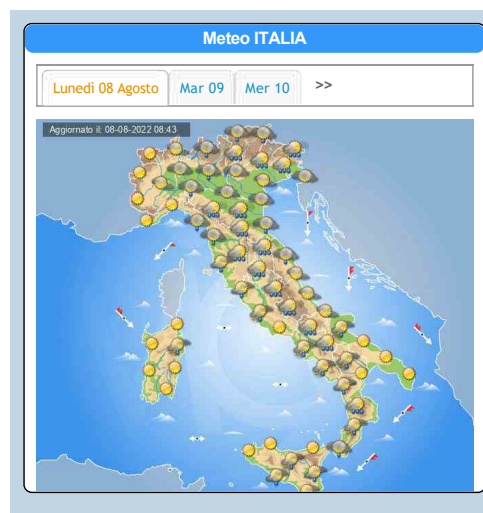 Meteo ITALIA
Lunedì 08 Agosto Mar 09 Mer 10 >>
Aggiornato il: 08-08-2022 08:43